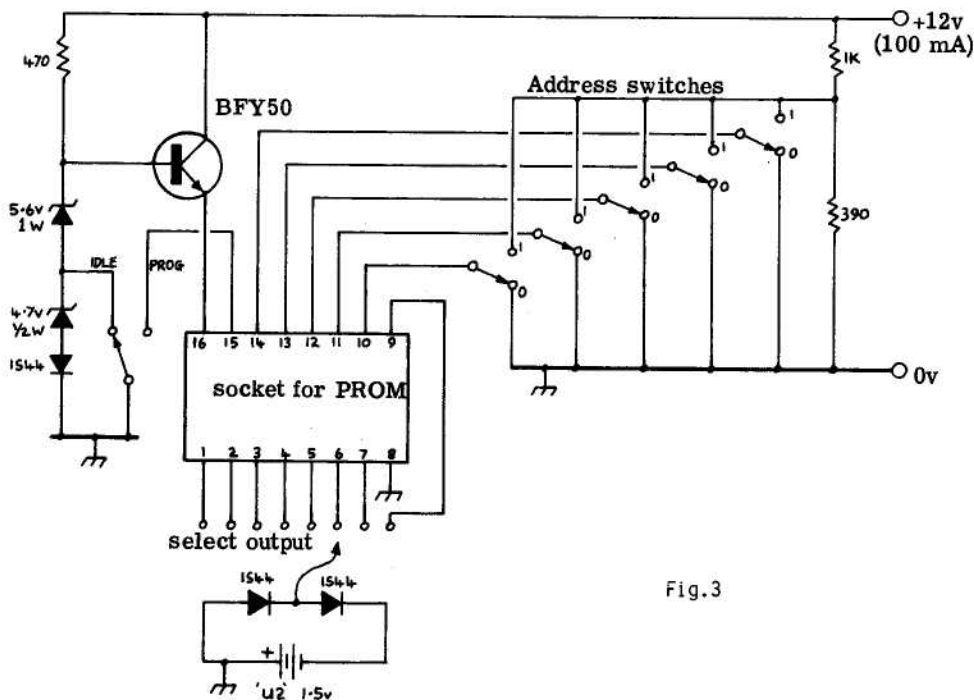 +12v
(100 mA)
470
1K
Address switches
BFY50
1
0
1
0
1
0
1
0
1
0
390
5.6v
1W
IDLE
PROG
4.7v
½W
1S44
16 15 14 13 12 11 10 9
socket for PROM
1 2 3 4 5 6 7 8
0v
select output
1S44 1S44
Fig.3
+
'U2' 1.5v